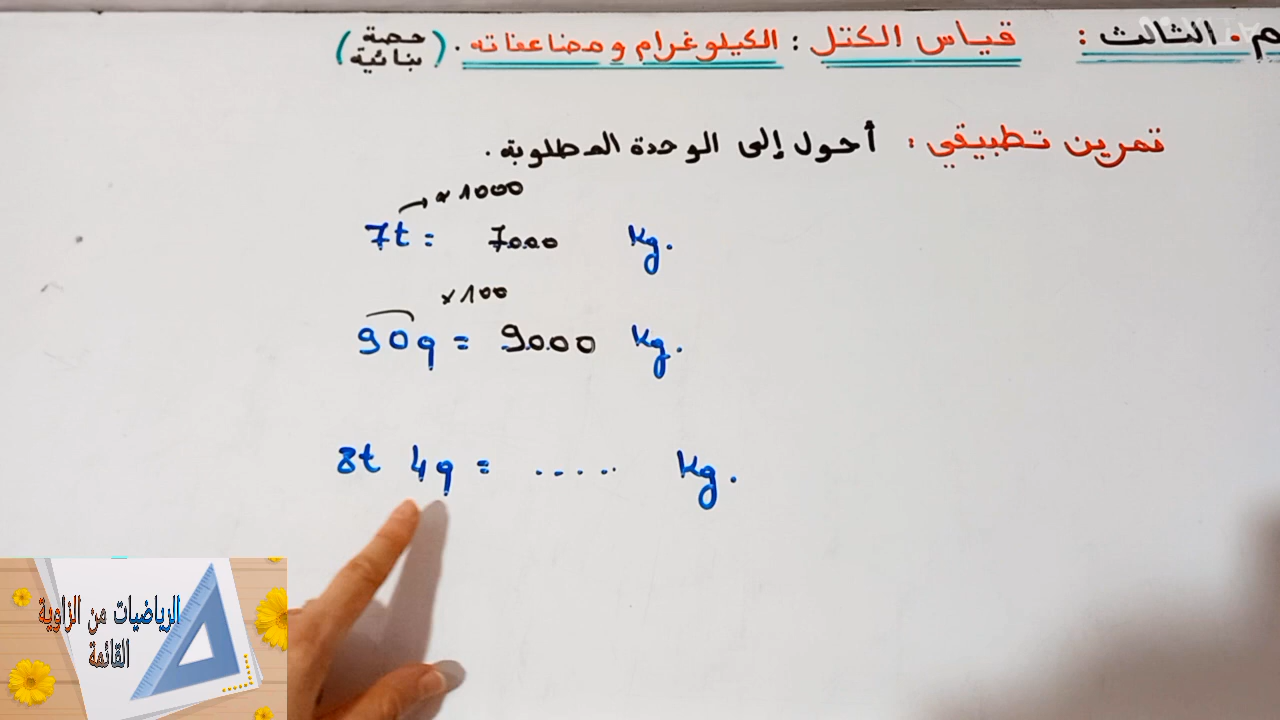 م. الثالث : قياس الكتل : الكيلوغرام ومضاعفاته. (حصة بنائية)
تمرين تطبيقي : أحول إلى الوحدة المطلوبة.
× 1000
7t = 7000 Kg.
× 100
90q = 9000 Kg.
8t 4q = ..... Kg.
الرياضيات من الزاوية
القائمة